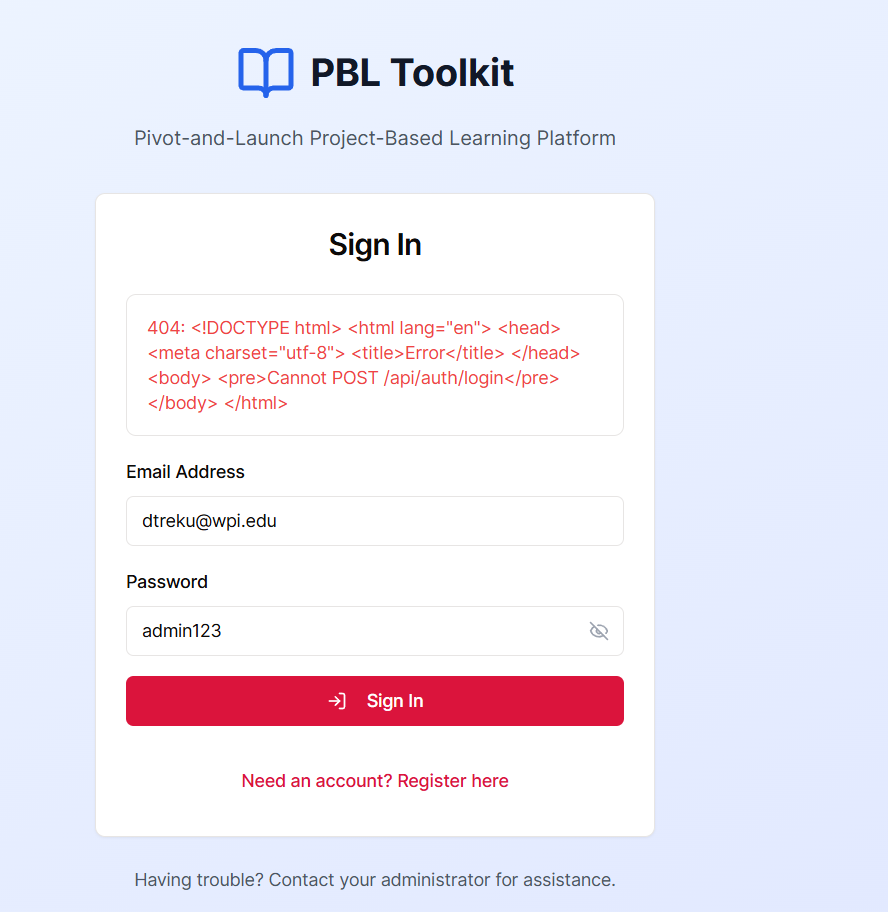 PBL Toolkit
Pivot-and-Launch Project-Based Learning Platform
Sign In
404: <!DOCTYPE html> <html lang="en"> <head>
<meta charset="utf-8"> <title>Error</title> </head>
<body> <pre>Cannot POST /api/auth/login</pre>
</body> </html>
Email Address
dtreku@wpi.edu
Password
admin123
Sign In
Need an account? Register here
Having trouble? Contact your administrator for assistance.